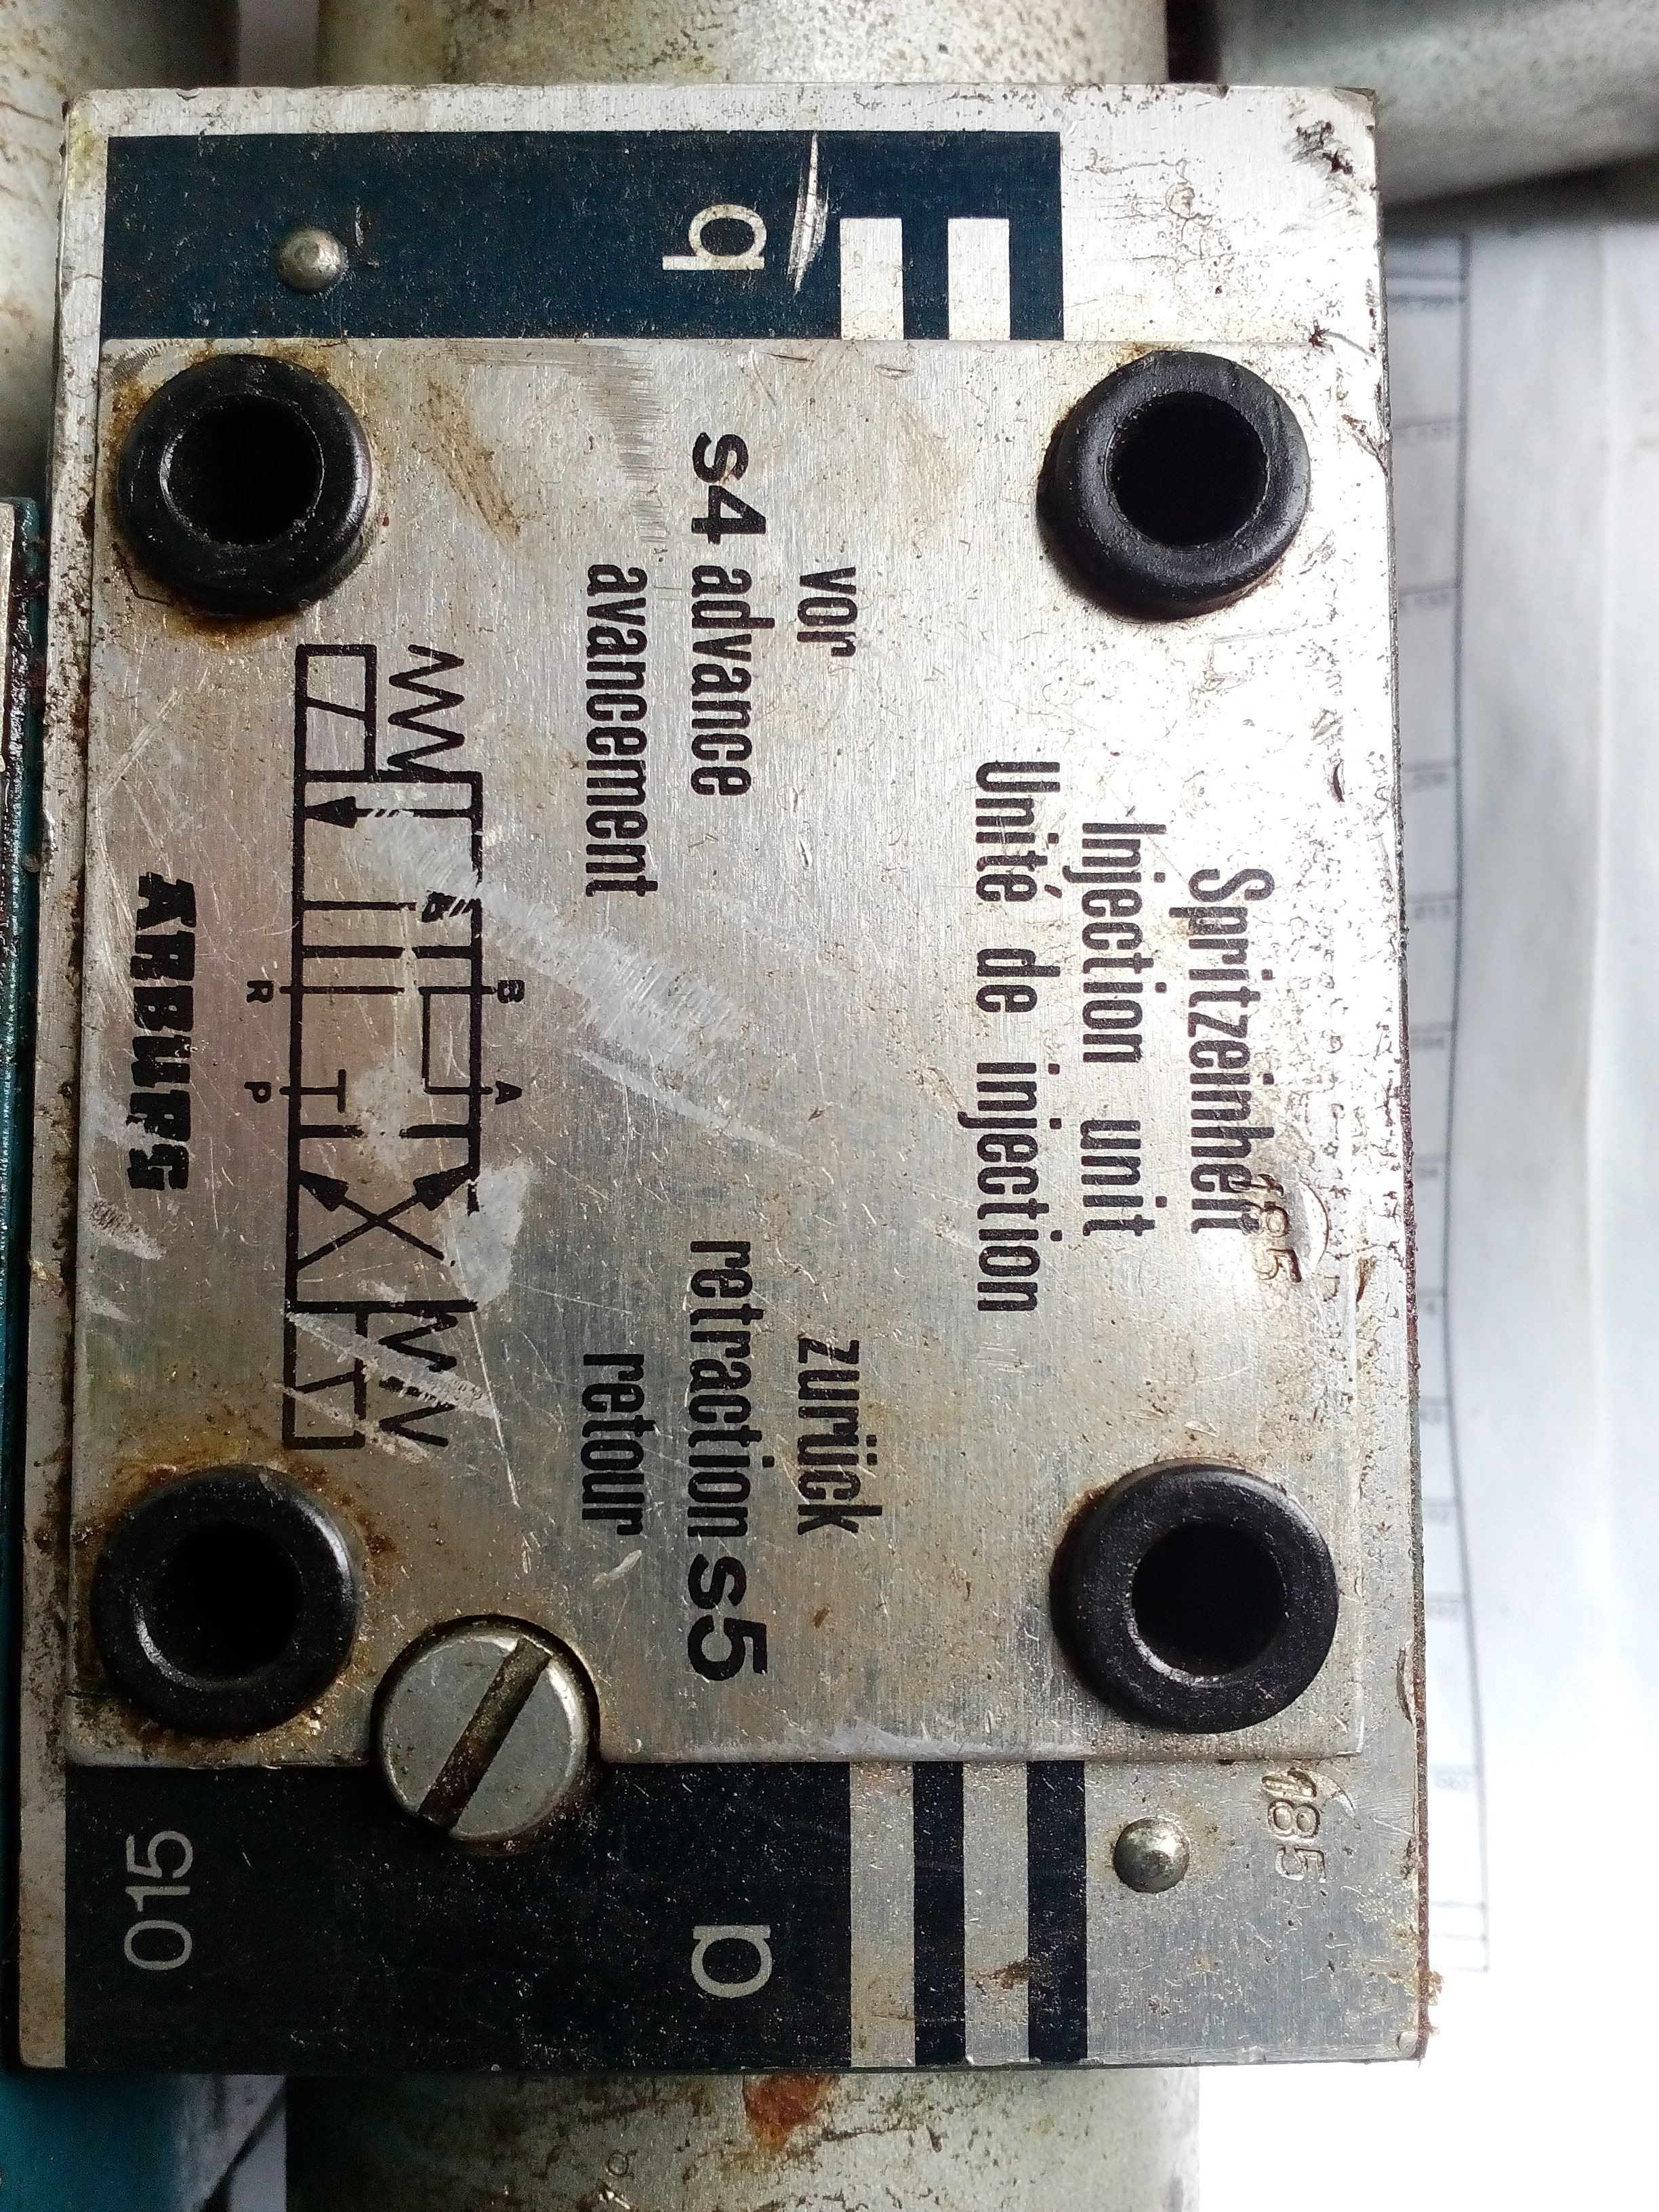 185
Spritzeinheit
Injection unit
Unité de injection
vor zurück
b s4 advance retraction s5 a
avancement retour
B A
R P
ARBURG
015
185